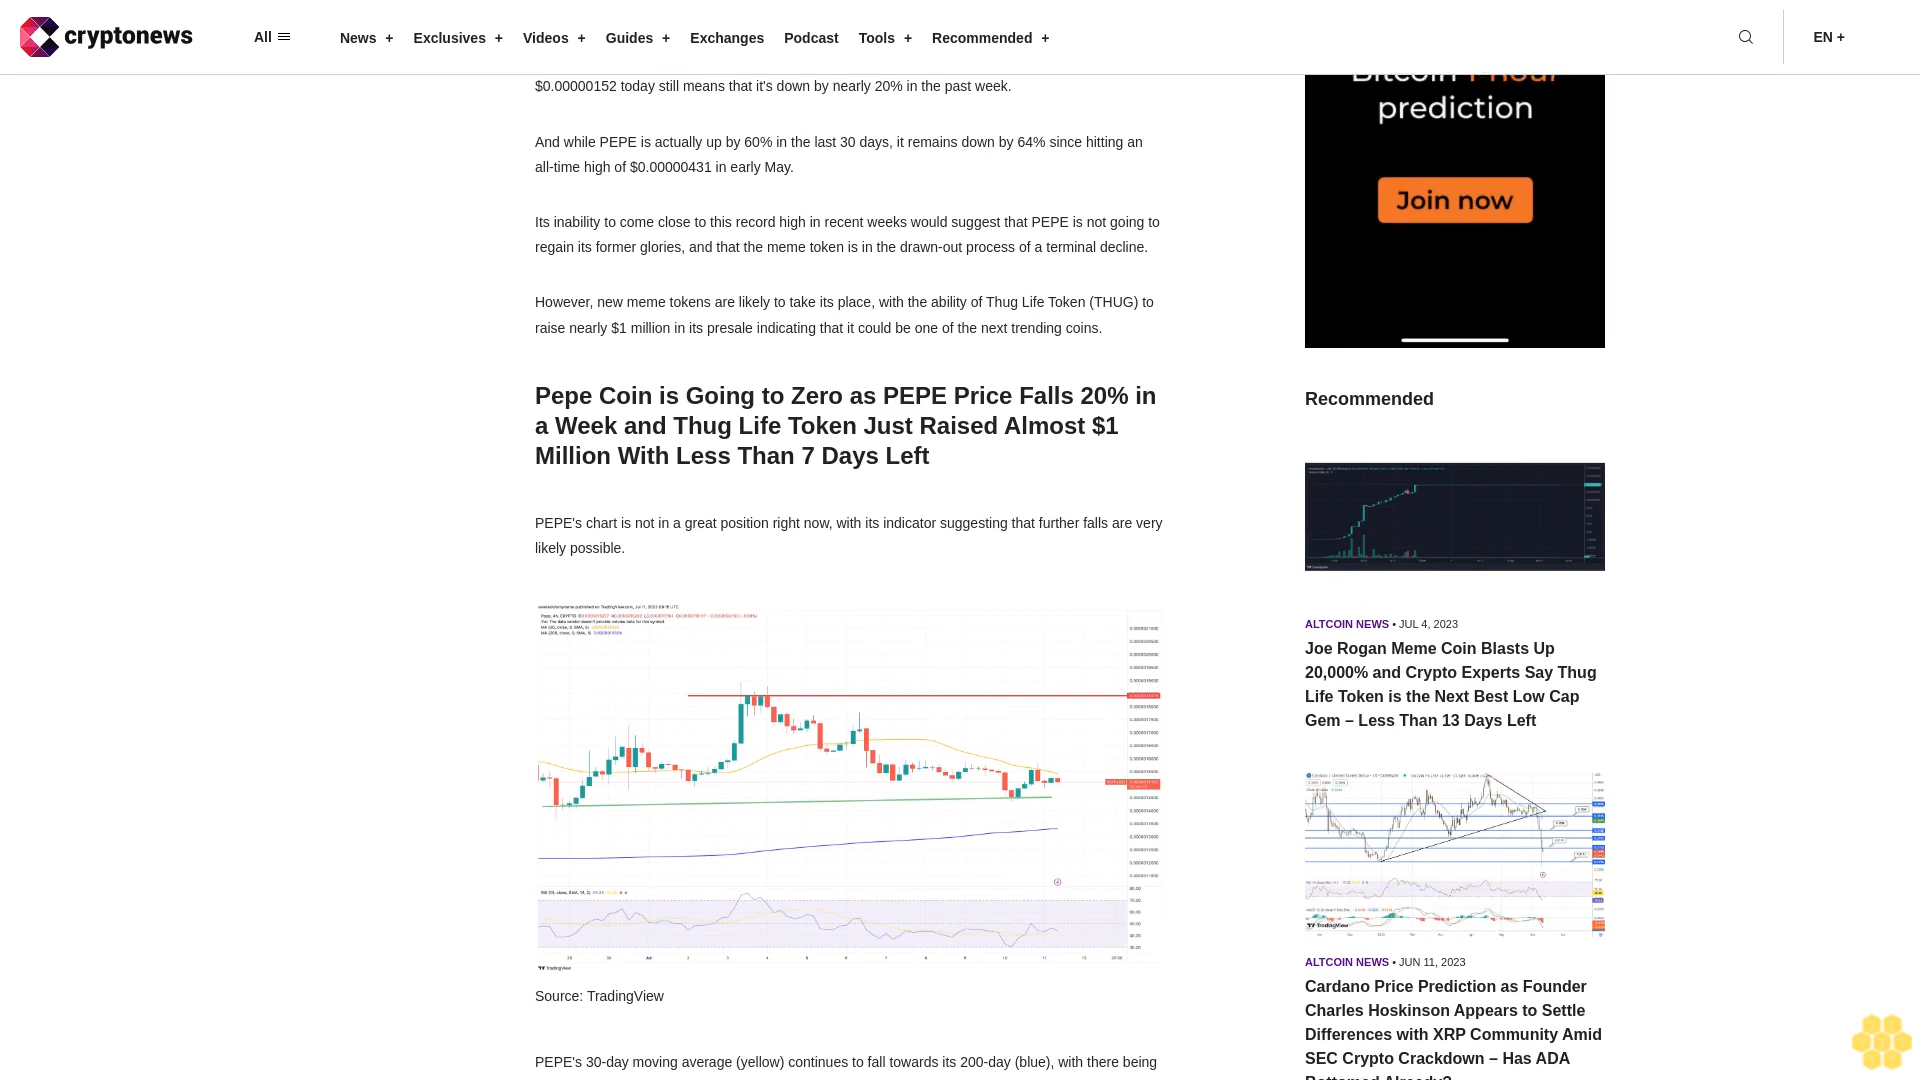 cryptonews
All
News +
Exclusives +
Videos +
Guides +
Exchanges
Podcast
Tools +
Recommended +
EN +
$0.00000152 today still means that it's down by nearly 20% in the past week.
And while PEPE is actually up by 60% in the last 30 days, it remains down by 64% since hitting an
all-time high of $0.00000431 in early May.
Its inability to come close to this record high in recent weeks would suggest that PEPE is not going to
regain its former glories, and that the meme token is in the drawn-out process of a terminal decline.
However, new meme tokens are likely to take its place, with the ability of Thug Life Token (THUG) to
raise nearly $1 million in its presale indicating that it could be one of the next trending coins.
Pepe Coin is Going to Zero as PEPE Price Falls 20% in
a Week and Thug Life Token Just Raised Almost $1
Million With Less Than 7 Days Left
PEPE's chart is not in a great position right now, with its indicator suggesting that further falls are very
likely possible.
TradingView
Source: TradingView
PEPE's 30-day moving average (yellow) continues to fall towards its 200-day (blue), with there being
Bitcoin 1 hour
prediction
Join now
Recommended
ALTCOIN NEWS • JUL 4, 2023
Joe Rogan Meme Coin Blasts Up
20,000% and Crypto Experts Say Thug
Life Token is the Next Best Low Cap
Gem – Less Than 13 Days Left
TradingView
ALTCOIN NEWS • JUN 11, 2023
Cardano Price Prediction as Founder
Charles Hoskinson Appears to Settle
Differences with XRP Community Amid
SEC Crypto Crackdown – Has ADA
Bottomed Already?